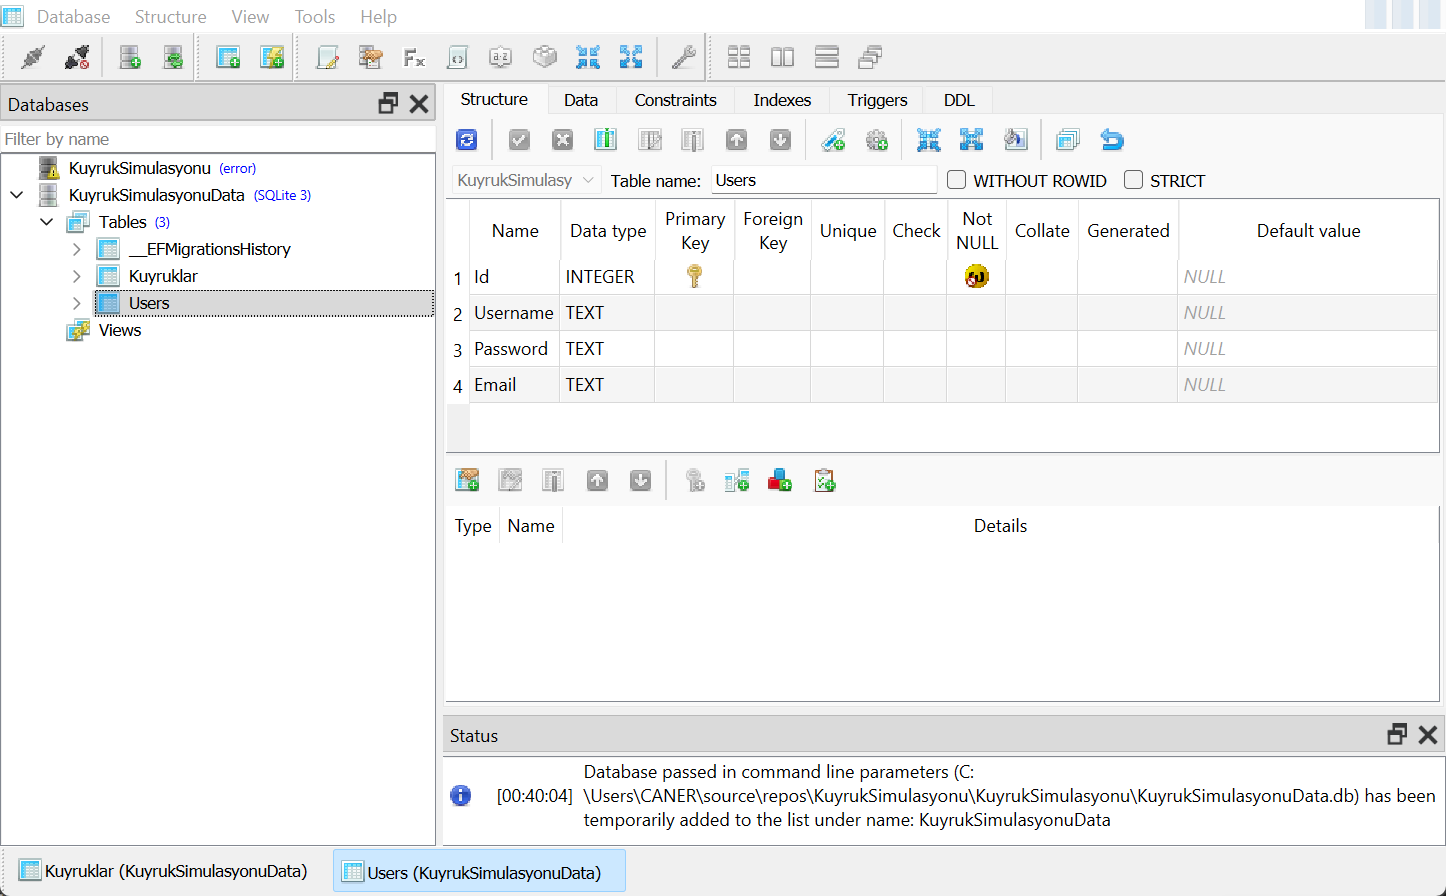 Database Structure View Tools Help
Databases
Filter by name
KuyrukSimulasyonu (error)
KuyrukSimulasyonuData (SQLite 3)
Tables (3)
__EFMigrationsHistory
Kuyruklar
Users
Views
Structure Data Constraints Indexes Triggers DDL
KuyrukSimulasy Table name: Users WITHOUT ROWID STRICT
Name Data type Primary Key Foreign Key Unique Check Not NULL Collate Generated Default value
1 Id INTEGER NULL
2 Username TEXT NULL
3 Password TEXT NULL
4 Email TEXT NULL
Type Name Details
Status
[00:40:04] Database passed in command line parameters (C:
\Users\CANER\source\repos\KuyrukSimulasyonu\KuyrukSimulasyonu\KuyrukSimulasyonuData.db) has been
temporarily added to the list under name: KuyrukSimulasyonuData
Kuyruklar (KuyrukSimulasyonuData) Users (KuyrukSimulasyonuData)